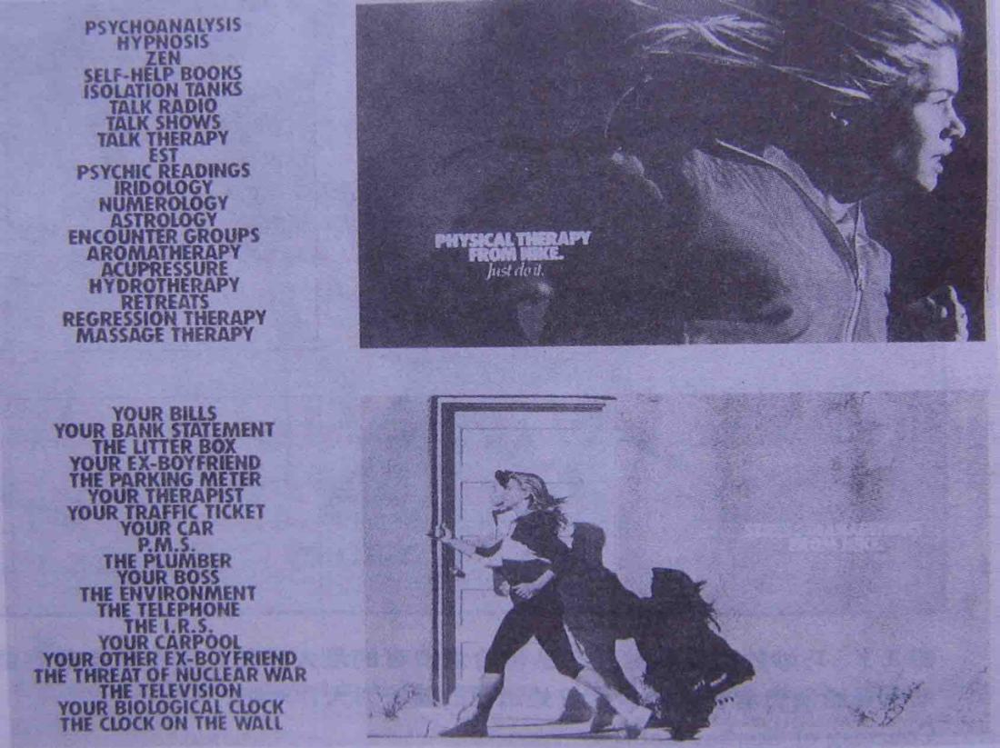 PSYCHOANALYSIS
HYPNOSIS
ZEN
SELF-HELP BOOKS
ISOLATION TANKS
TALK RADIO
TALK SHOWS
TALK THERAPY
EST
PSYCHIC READINGS
IRIDOLOGY
NUMEROLOGY
ASTROLOGY
ENCOUNTER GROUPS
AROMATHERAPY
ACUPRESSURE
HYDROTHERAPY
RETREATS
REGRESSION THERAPY
MASSAGE THERAPY
PHYSICAL THERAPY
FROM NIKE.
Just do it.
YOUR BILLS
YOUR BANK STATEMENT
THE LITTER BOX
YOUR EX-BOYFRIEND
THE PARKING METER
YOUR THERAPIST
YOUR TRAFFIC TICKET
YOUR CAR
P.M.S.
THE PLUMBER
YOUR BOSS
THE ENVIRONMENT
THE TELEPHONE
THE I.R.S.
YOUR CARPOOL
YOUR OTHER EX-BOYFRIEND
THE THREAT OF NUCLEAR WAR
THE TELEVISION
YOUR BIOLOGICAL CLOCK
THE CLOCK ON THE WALL